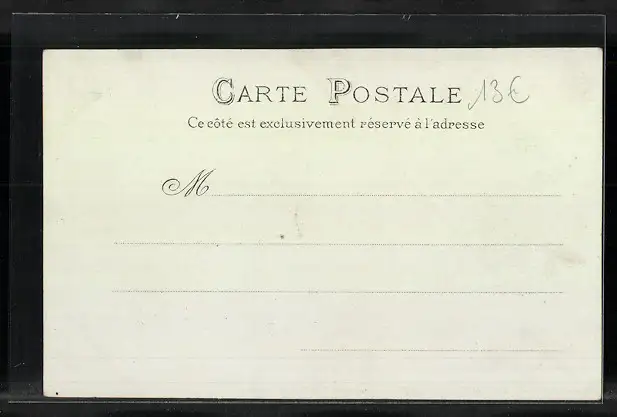 CARTE POSTALE 13€
Ce côté est exclusivement réservé à l'adresse
M